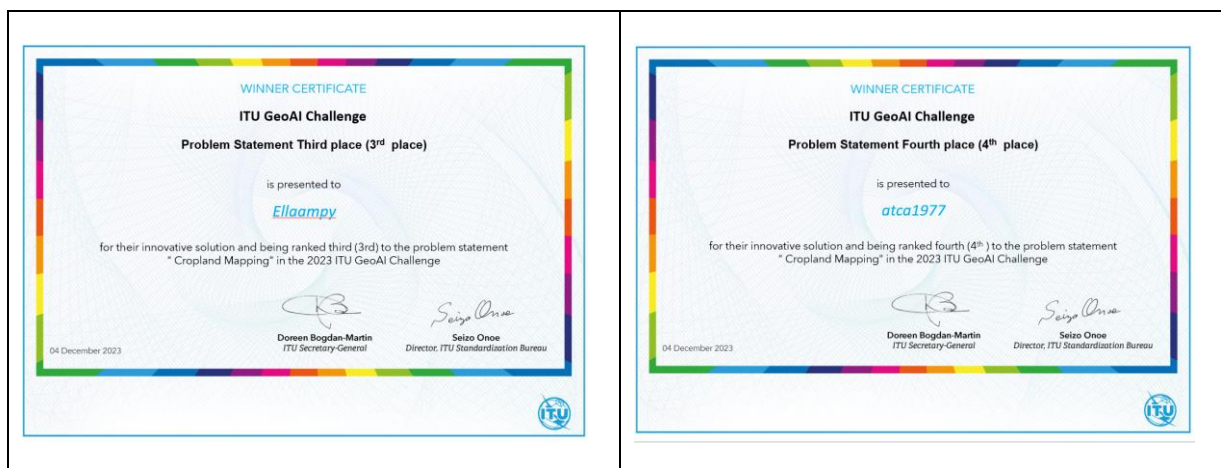 WINNER CERTIFICATE
ITU GeoAI Challenge
Problem Statement Third place (3rd place)
is presented to
Ellaampy
for their innovative solution and being ranked third (3rd) to the problem statement
" Cropland Mapping" in the 2023 ITU GeoAI Challenge
Seizo Onoe
Doreen Bogdan-Martin
ITU Secretary-General
Seizo Onoe
Director, ITU Standardization Bureau
04 December 2023
ITU
WINNER CERTIFICATE
ITU GeoAI Challenge
Problem Statement Fourth place (4th place)
is presented to
atca1977
for their innovative solution and being ranked fourth (4th ) to the problem statement
" Cropland Mapping" in the 2023 ITU GeoAI Challenge
Seizo Onoe
Doreen Bogdan-Martin
ITU Secretary-General
Seizo Onoe
Director, ITU Standardization Bureau
04 December 2023
ITU